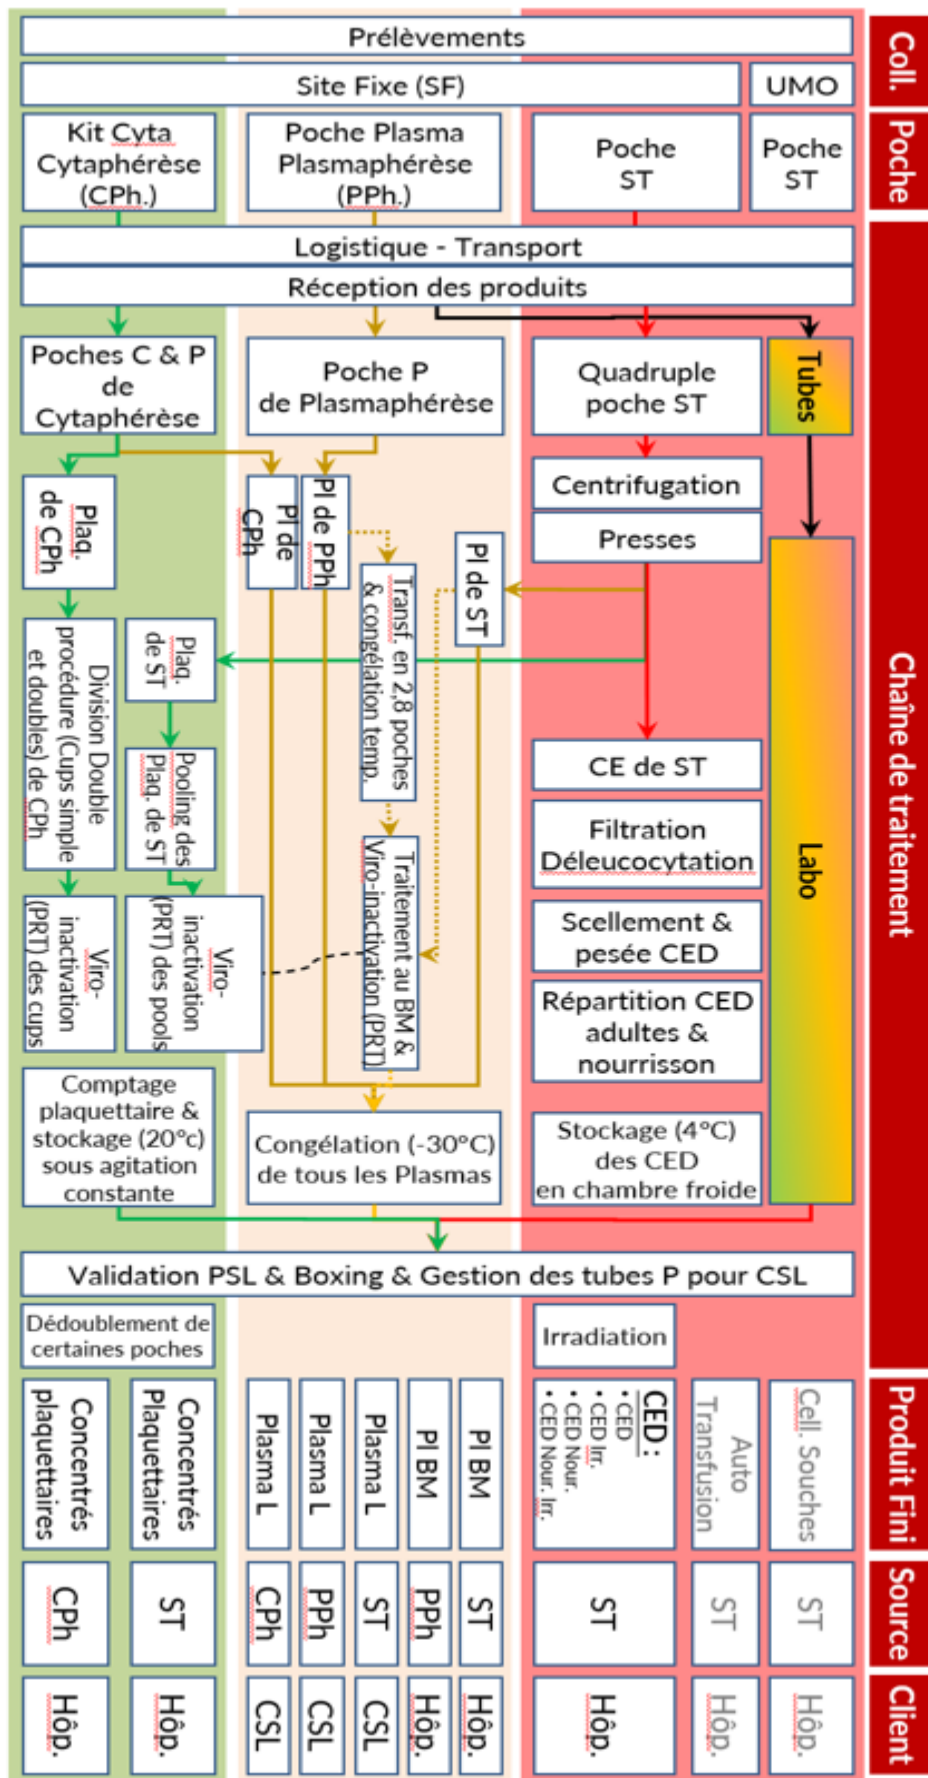 Coll.
Prélèvements
Site Fixe (SF)
UMO
Poche
Kit Cyta
Cytaphérèse
(CPh.)
Poche Plasma
Plasmaphérèse
(PPh.)
Poche
ST
Poche
ST
Chaîne de traitement
Logistique - Transport
Réception des produits
Poches C & P
de
Cytaphérèse
Poche P
de Plasmaphérèse
Quadruple
poche ST
Tubes
Plaq.
de CPh
Pl de
CPh
Pl de PPh
Centrifugation
Presses
Pl de ST
Labo
Transf. en 2,8 poches
& congélation temp.
Division Double
procédure (Cups simple
et doubles) de CPh
Plaq.
de ST
Pooling des
Plaq. de ST
CE de ST
Filtration
Déleucocytation
Traitement au BM &
Viro-inactivation (PRT)
Viro-
inactivation
(PRT) des cups
Viro-
inactivation
(PRT) des pools
Scellement &
pesée CED
Répartition CED
adultes &
nourrisson
Comptage
plaquettaire &
stockage (20°c)
sous agitation
constante
Congélation (-30°C)
de tous les Plasmas
Stockage (4°C)
des CED
en chambre froide
Validation PSL & Boxing & Gestion des tubes P pour CSL
Dédoublement de
certaines poches
Irradiation
Produit Fini
Concentrés
plaquettaires
Concentrés
Plaquettaires
Plasma L
Plasma L
Plasma L
Pl BM
Pl BM
CED :
• CED
• CED Irr.
• CED Nour.
• CED Nour. Irr.
Auto
Transfusion
Cell. Souches
Source
CPh
ST
CPh
PPh
ST
PPh
ST
ST
ST
ST
Client
Hôp.
Hôp.
CSL
CSL
CSL
Hôp.
Hôp.
Hôp.
Hôp.
Hôp.